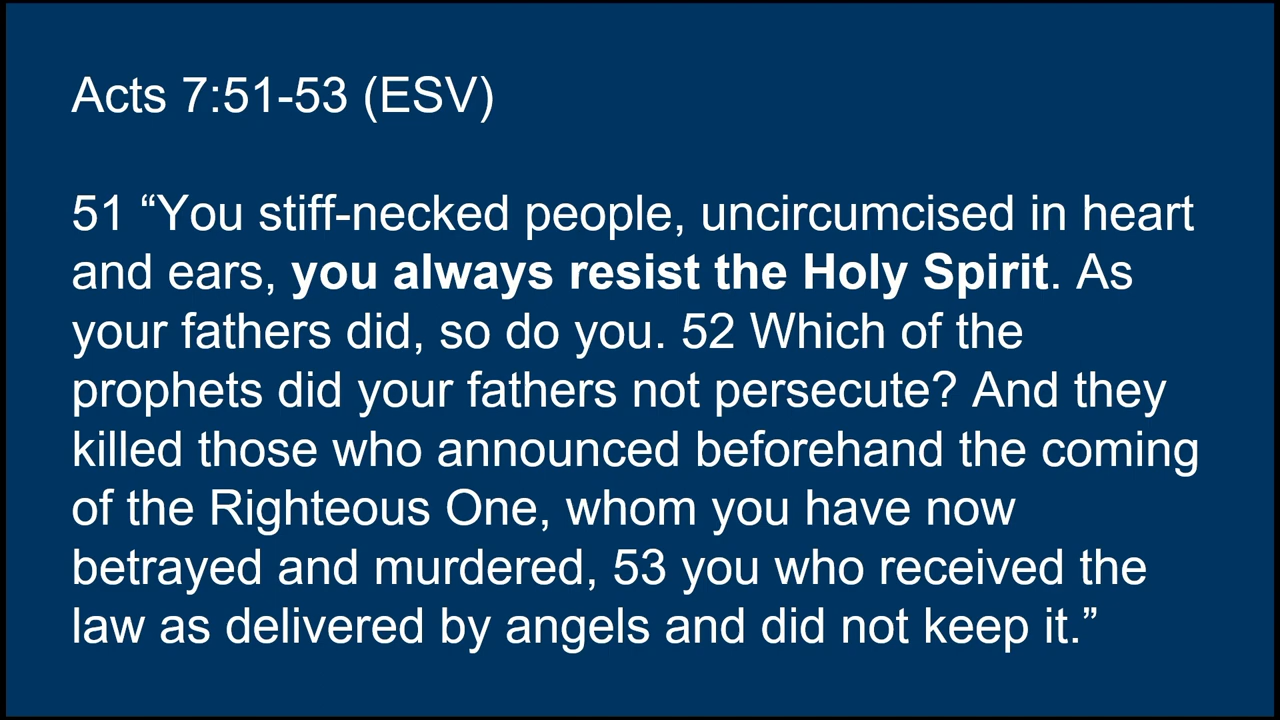 Acts 7:51-53 (ESV)
51 “You stiff-necked people, uncircumcised in heart
and ears, you always resist the Holy Spirit. As
your fathers did, so do you. 52 Which of the
prophets did your fathers not persecute? And they
killed those who announced beforehand the coming
of the Righteous One, whom you have now
betrayed and murdered, 53 you who received the
law as delivered by angels and did not keep it.”